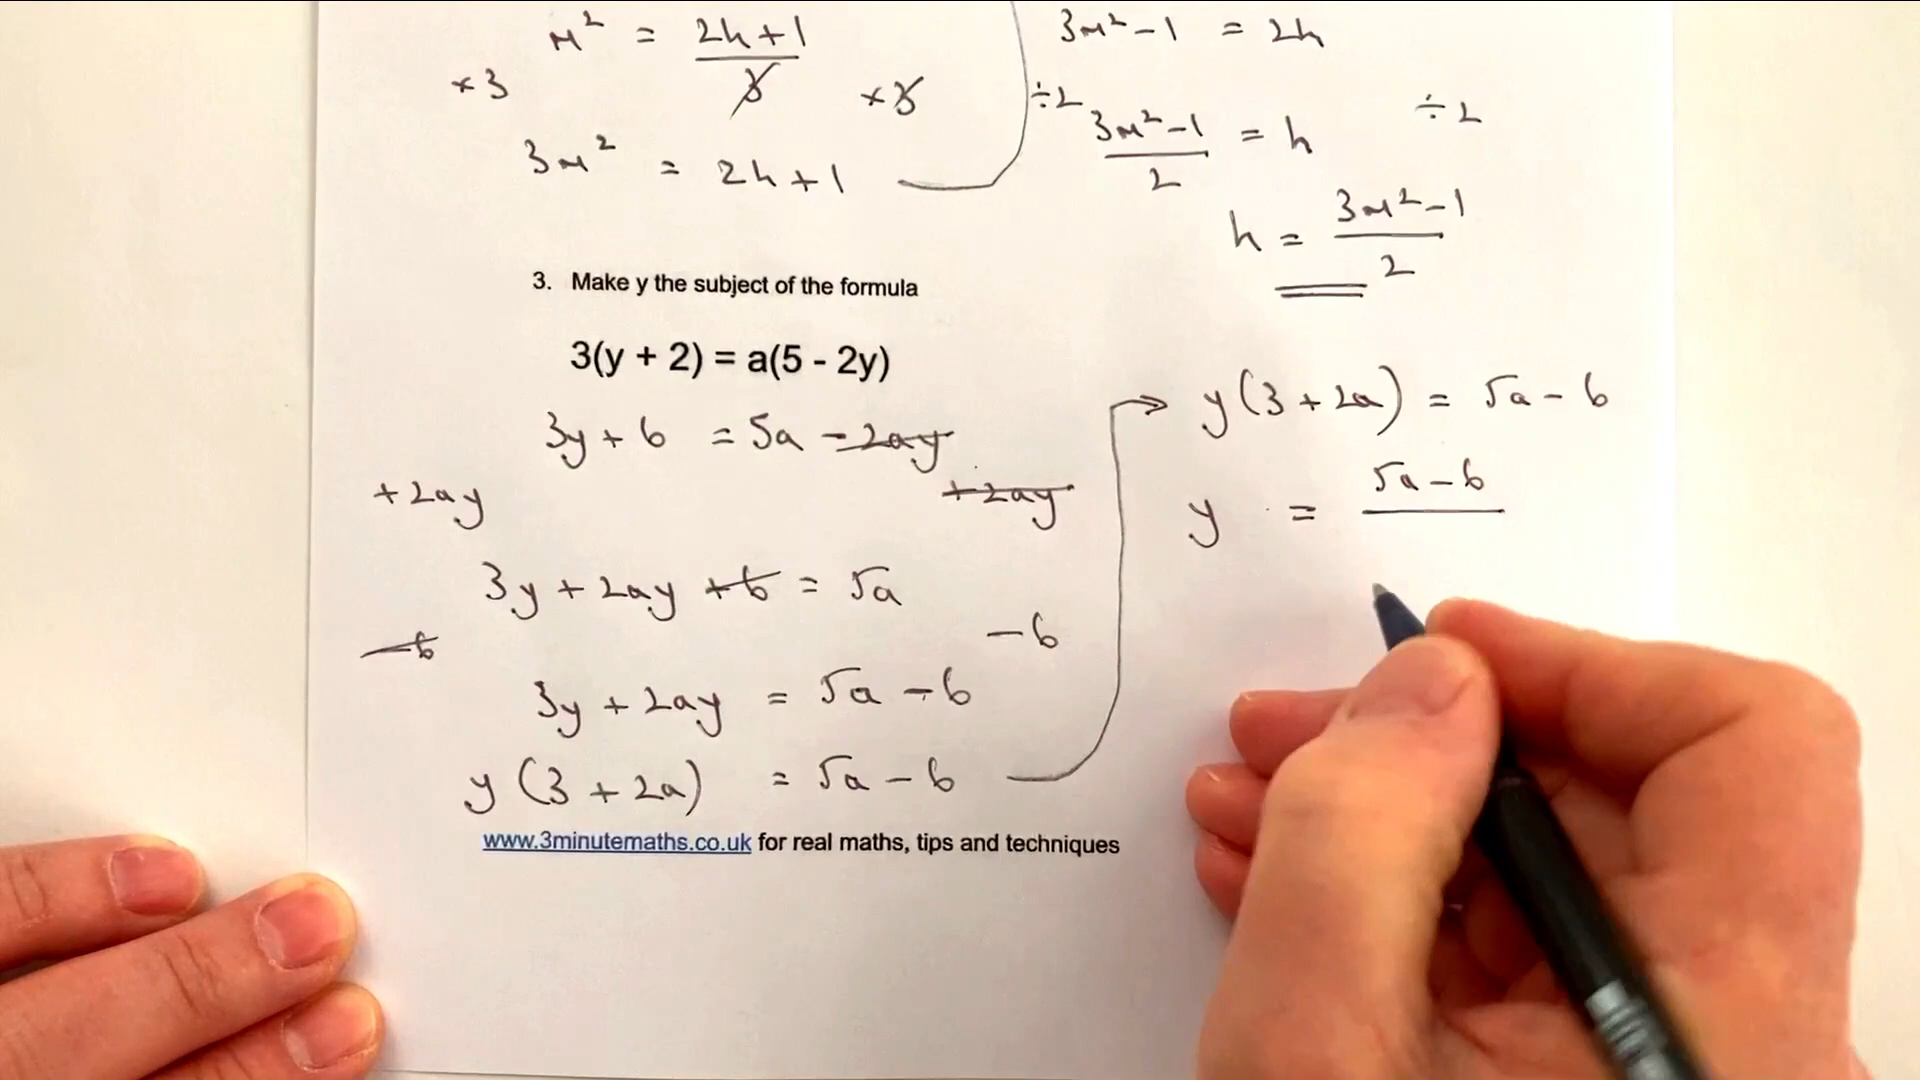 m² = 2h+1
3
×3 ×3
3m² = 2h+1
3m²-1 = 2h
÷2 ÷2
3m²-1 = h
2
h = 3m²-1
2
3. Make y the subject of the formula
3(y + 2) = a(5 - 2y)
3y + 6 = 5a - 2ay
+2ay +2ay
3y + 2ay +6 = 5a
-6 -6
3y + 2ay = 5a - 6
y (3 + 2a) = 5a - 6
y (3 + 2a) = 5a - 6
5a - 6
y =
www.3minutemaths.co.uk for real maths, tips and techniques